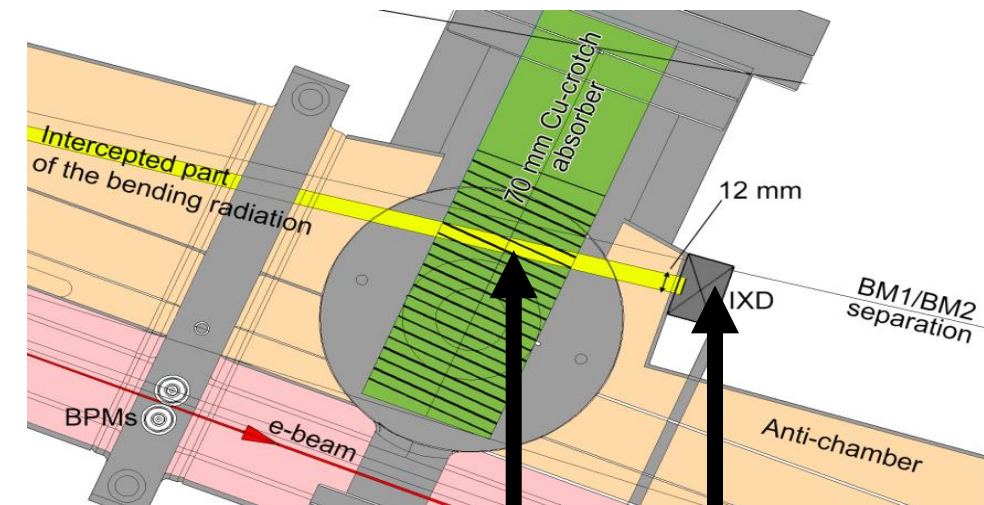 70 mm Cu-crotch
absorber
Intercepted part
of the bending radiation
12 mm
IXD
BM1/BM2
separation
BPMs
e-beam
Anti-chamber